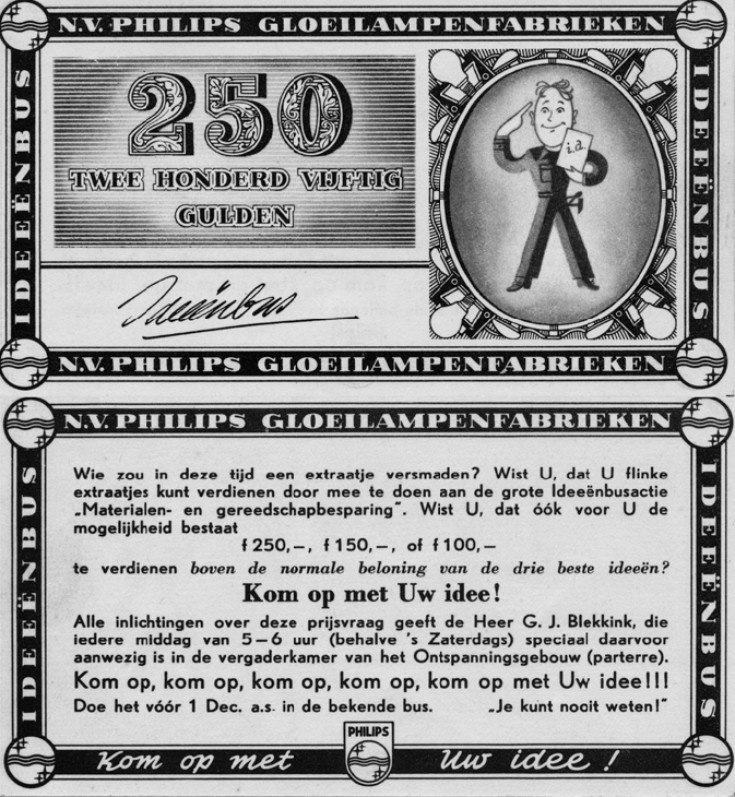 N.V. PHILIPS GLOEILAMPENFABRIEKEN
IDEEËNBUS
250
TWEE HONDERD VIJFTIG
GULDEN
i.a.
IDEEËNBUS
Ideeënbus
N.V. PHILIPS GLOEILAMPENFABRIEKEN
N.V. PHILIPS GLOEILAMPENFABRIEKEN
IDEEËNBUS
Wie zou in deze tijd een extraatje versmaden? Wist U, dat U flinke
extraatjes kunt verdienen door mee te doen aan de grote Ideeënbusactie
„Materialen- en gereedschapbesparing". Wist U, dat óók voor U de
mogelijkheid bestaat
f 250,–, f 150,–, of f 100,–
te verdienen boven de normale beloning van de drie beste ideeën?
Kom op met Uw idee!
Alle inlichtingen over deze prijsvraag geeft de Heer G. J. Blekkink, die
iedere middag van 5–6 uur (behalve 's Zaterdags) speciaal daarvoor
aanwezig is in de vergaderkamer van het Ontspanningsgebouw (parterre).
Kom op, kom op, kom op, kom op, kom op met Uw idee!!!
Doe het vóór 1 Dec. a.s. in de bekende bus. „Je kunt nooit weten!"
IDEEËNBUS
PHILIPS
Kom op met Uw idee!